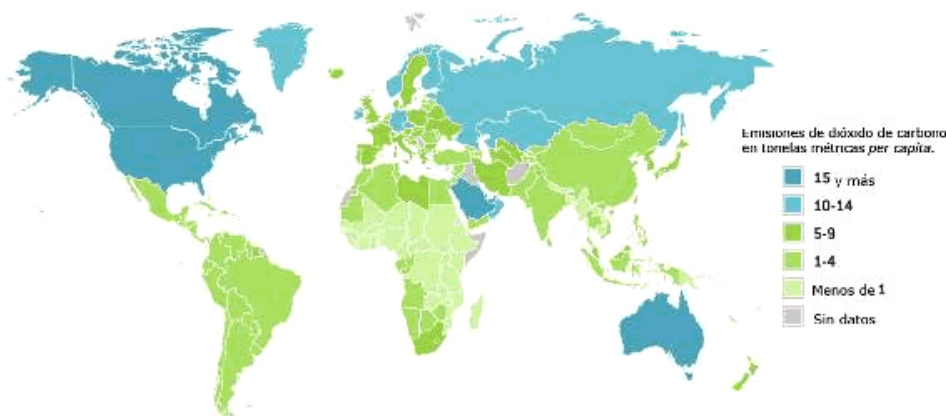 Emisiones de dióxido de carbono
en tonelas métricas per capita.
15 y más
10-14
5-9
1-4
Menos de 1
Sin datos